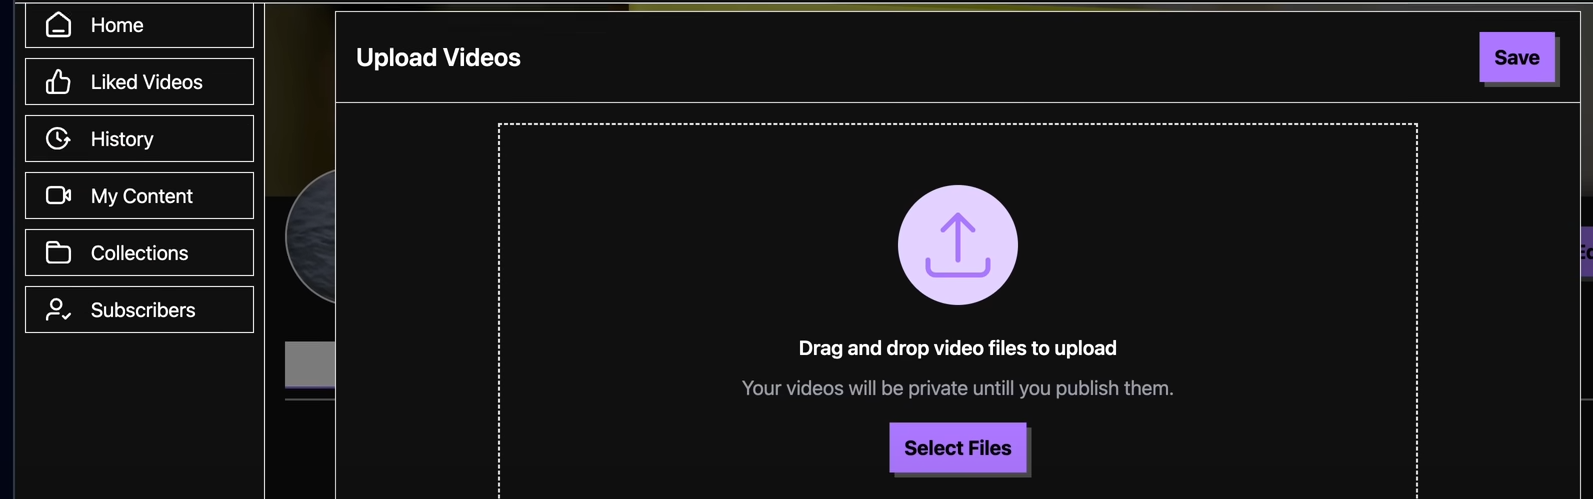 Home
Liked Videos
History
My Content
Collections
Subscribers
Upload Videos
Save
Drag and drop video files to upload
Your videos will be private untill you publish them.
Select Files